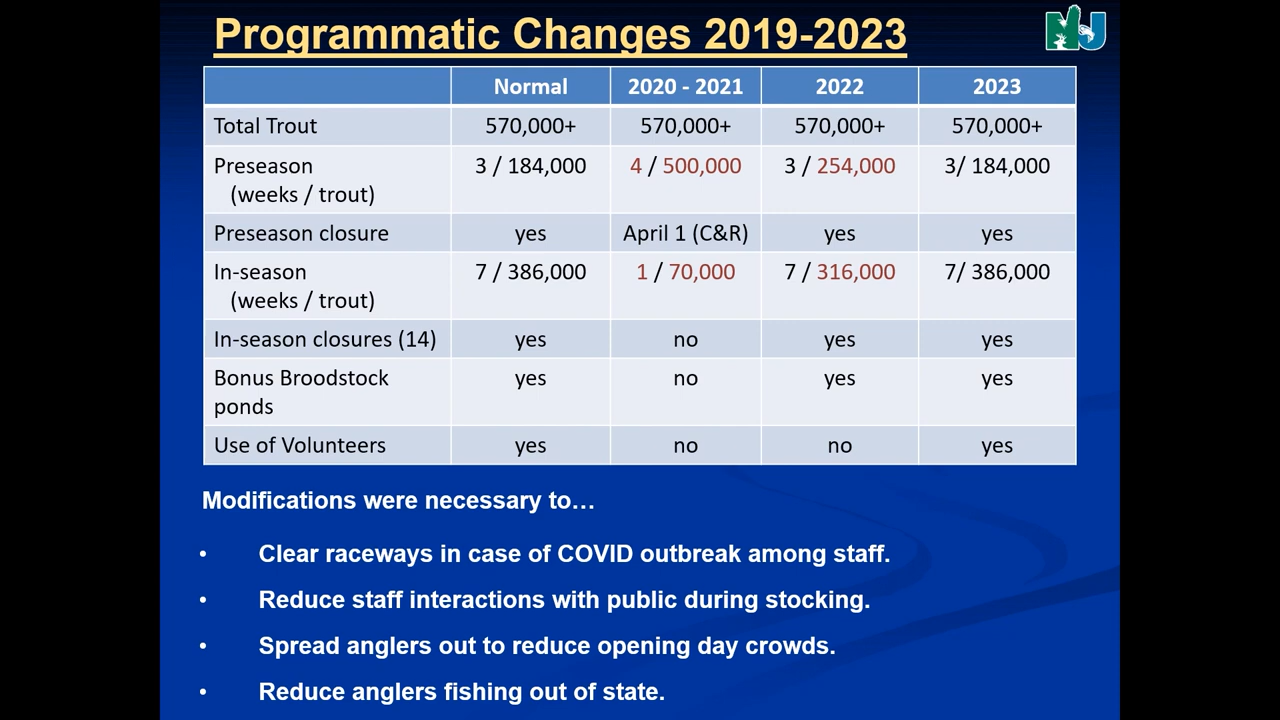 Programmatic Changes 2019-2023
NJ
Normal 2020 - 2021 2022 2023
Total Trout 570,000+ 570,000+ 570,000+ 570,000+
Preseason 3 / 184,000 4 / 500,000 3 / 254,000 3/ 184,000
(weeks / trout)
Preseason closure yes April 1 (C&R) yes yes
In-season 7 / 386,000 1 / 70,000 7 / 316,000 7/ 386,000
(weeks / trout)
In-season closures (14) yes no yes yes
Bonus Broodstock yes no yes yes
ponds
Use of Volunteers yes no no yes
Modifications were necessary to…
• Clear raceways in case of COVID outbreak among staff.
• Reduce staff interactions with public during stocking.
• Spread anglers out to reduce opening day crowds.
• Reduce anglers fishing out of state.